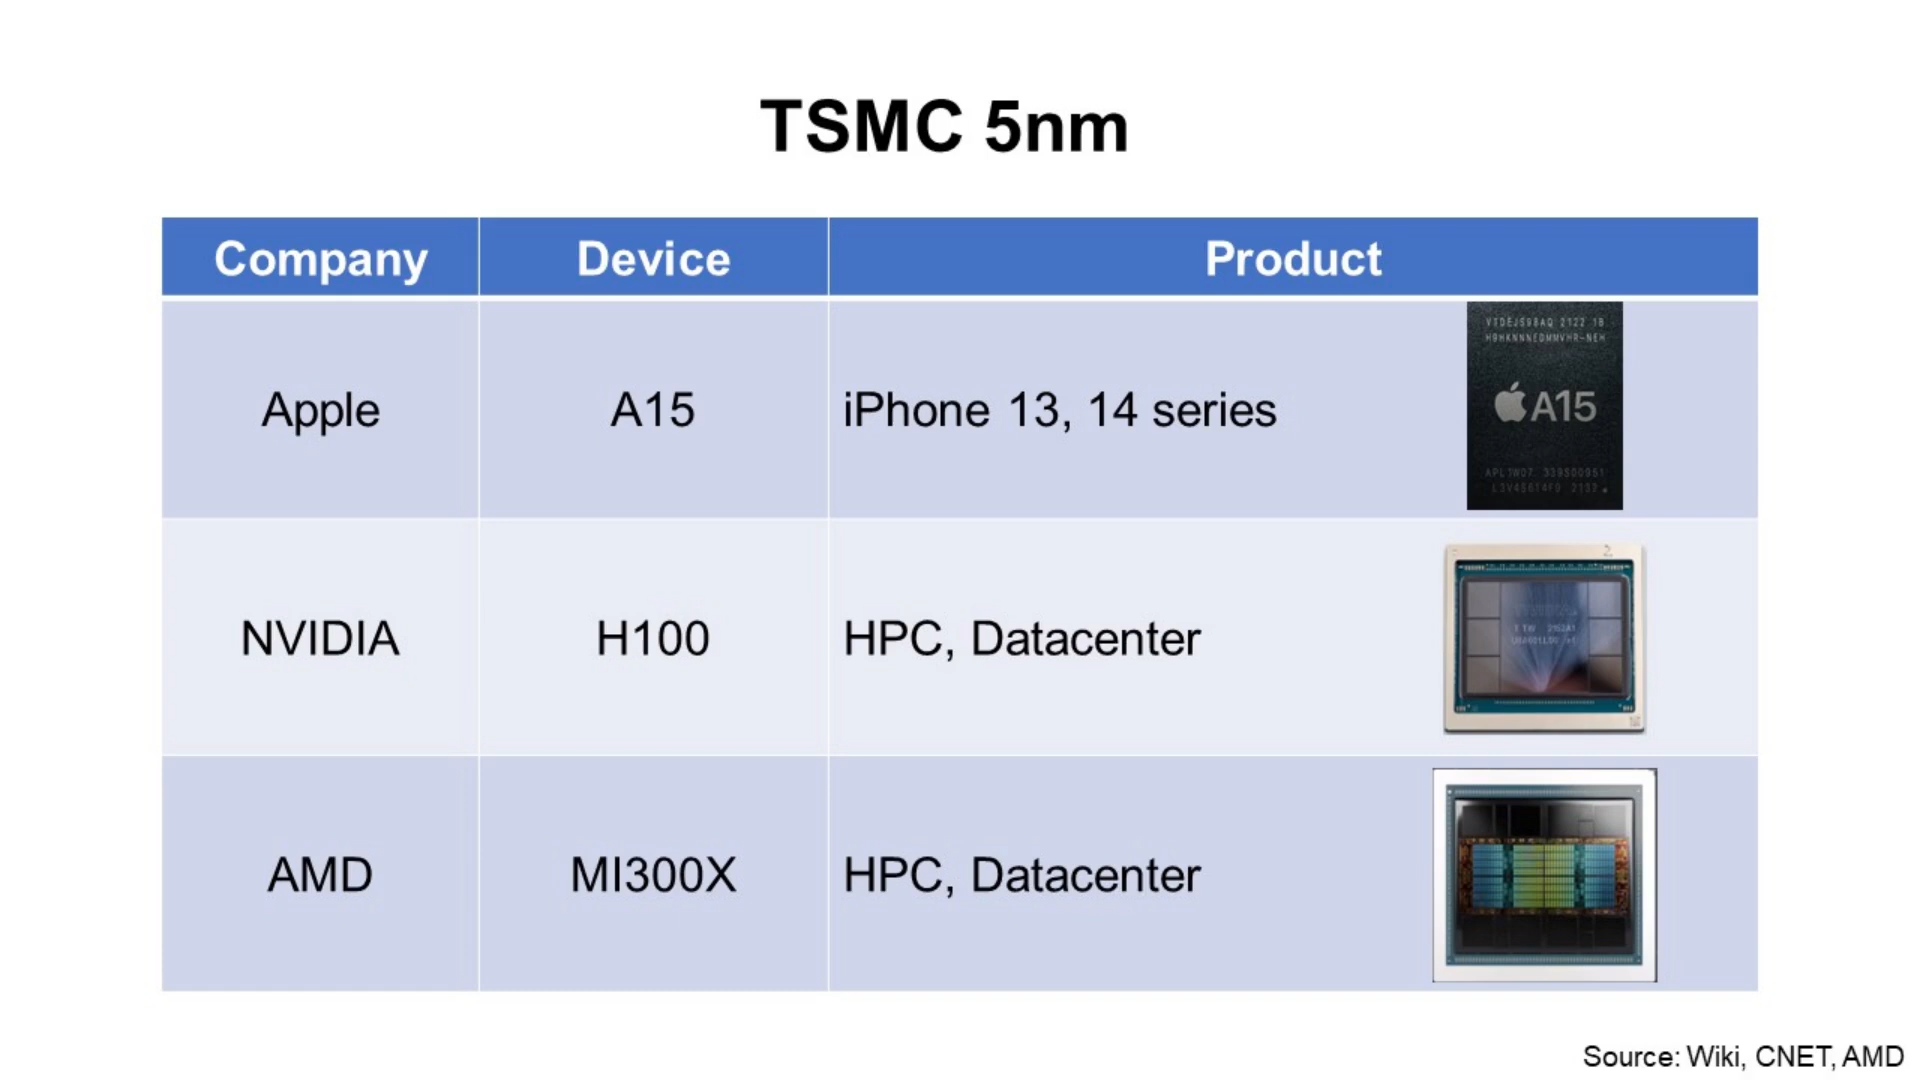 TSMC 5nm
Company Device Product
Apple A15 iPhone 13, 14 series
A15
NVIDIA H100 HPC, Datacenter
AMD MI300X HPC, Datacenter
Source: Wiki, CNET, AMD